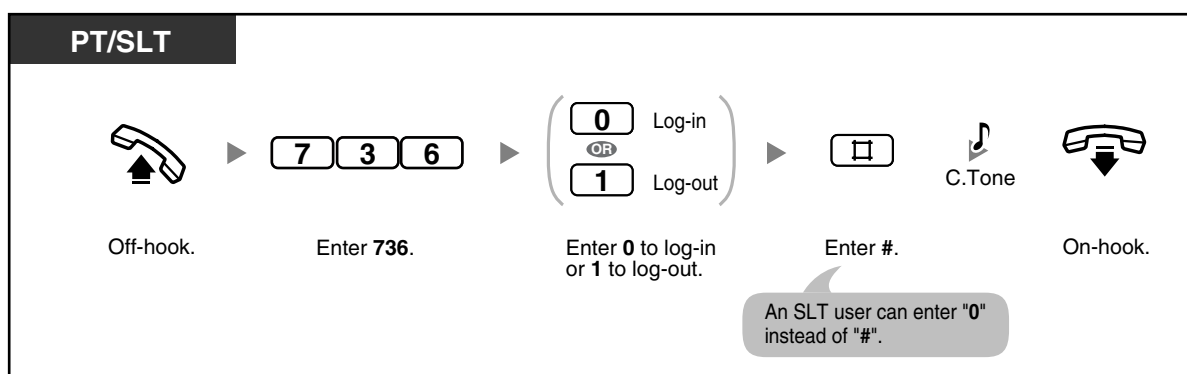 PT/SLT
7 3 6
0 Log-in
OR
1 Log-out
#
C.Tone
Off-hook.
Enter 736.
Enter 0 to log-in
or 1 to log-out.
Enter #.
On-hook.
An SLT user can enter "0"
instead of "#".